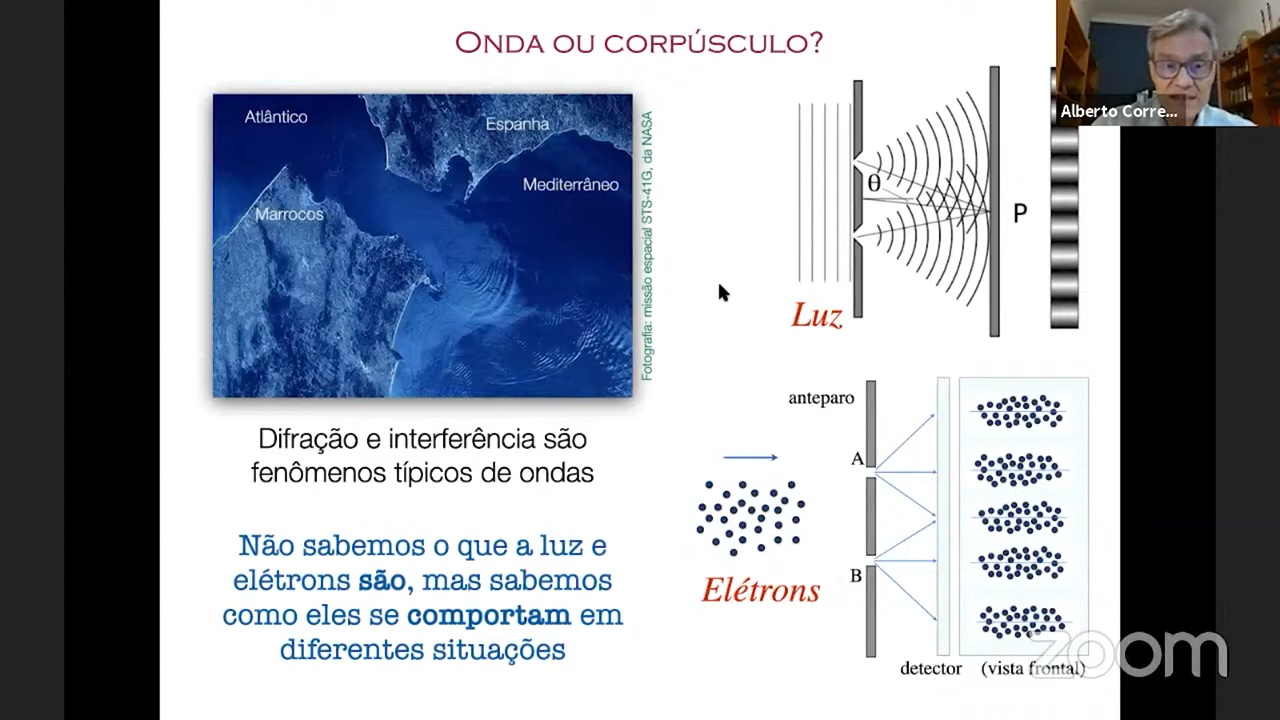 ONDA OU CORPÚSCULO?
Alberto Corre...
Atlântico
Espanha
Mediterrâneo
Marrocos
Fotografia: missão espacial STS-41G, da NASA
θ
P
Luz
Difração e interferência são
fenômenos típicos de ondas
Não sabemos o que a luz e
elétrons são, mas sabemos
como eles se comportam em
diferentes situações
anteparo
A
B
Elétrons
detector
(vista frontal)
zoom